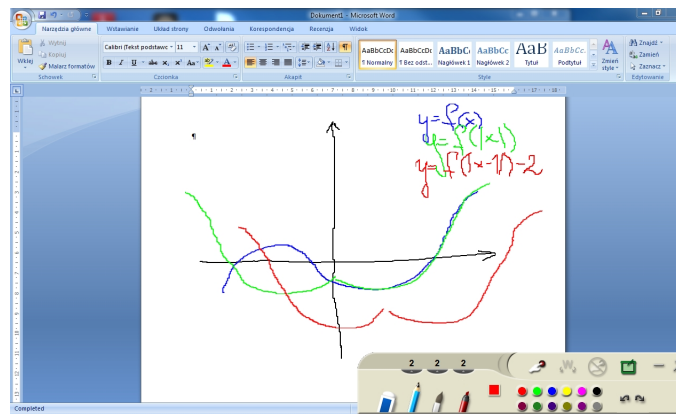 Dokument1 - Microsoft Word
Narzędzia główne Wstawianie Układ strony Odwołania Korespondencja Recenzja Widok
Wklej
Wytnij
Kopiuj
Malarz formatów
Schowek
Calibri (Tekst podstawc 11
Czcionka
Akapit
AaBbCcDc AaBbCcDc AaBbC AaBbCc AaB AaBbCc.
¶ Normalny ¶ Bez odst... Nagłówek 1 Nagłówek 2 Tytuł Podtytuł
Zmień style
Style
Znajdź
Zamień
Zaznacz
Edytowanie
¶
y=f(x)
y=f(|x|)
y=f(|x-1|)-2
2 2 2
Completed